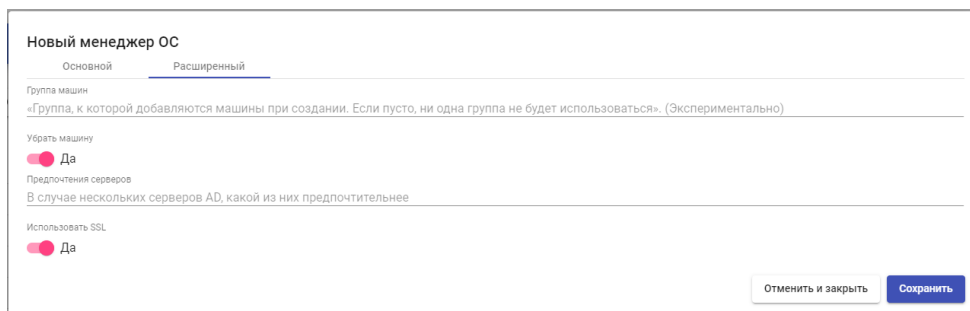 Новый менеджер ОС
Основной Расширенный
Группа машин
«Группа, к которой добавляются машины при создании. Если пусто, ни одна группа не будет использоваться». (Экспериментально)
Убрать машину
Да
Предпочтения серверов
В случае нескольких серверов AD, какой из них предпочтительнее
Использовать SSL
Да
Отменить и закрыть Сохранить